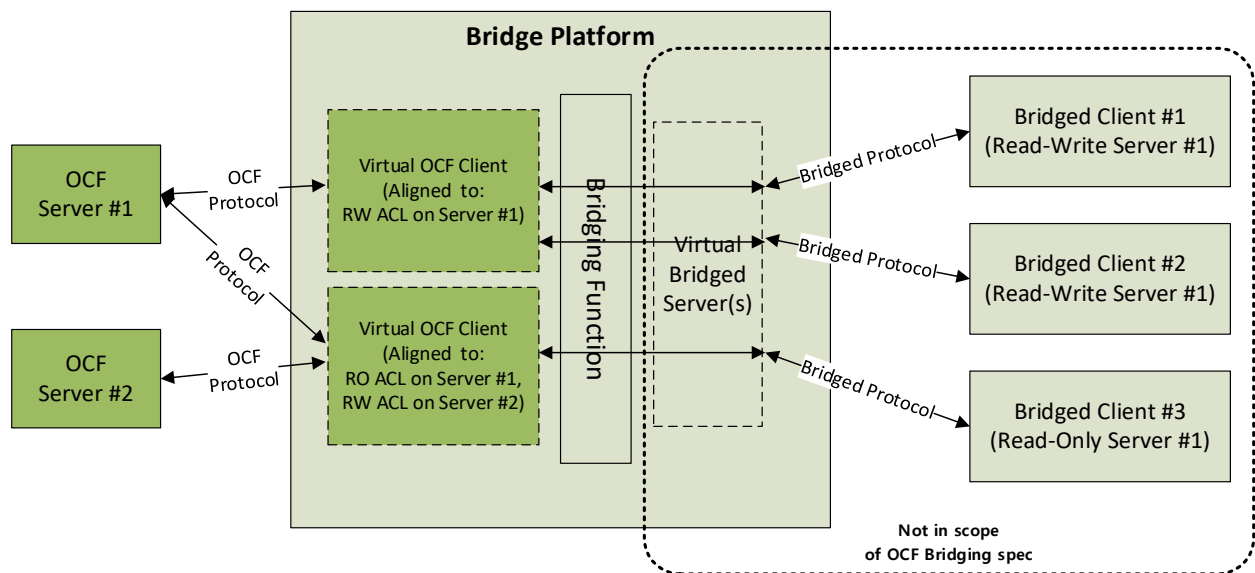 Bridge Platform
OCF
Server #1
OCF
Server #2
OCF
Protocol
OCF
Protocol
OCF
Protocol
Virtual OCF Client
(Aligned to:
RW ACL on Server #1)
Virtual OCF Client
(Aligned to:
RO ACL on Server #1,
RW ACL on Server #2)
Bridging Function
Virtual
Bridged
Server(s)
Bridged Protocol
Bridged Protocol
Bridged Protocol
Bridged Client #1
(Read-Write Server #1)
Bridged Client #2
(Read-Write Server #1)
Bridged Client #3
(Read-Only Server #1)
Not in scope
of OCF Bridging spec